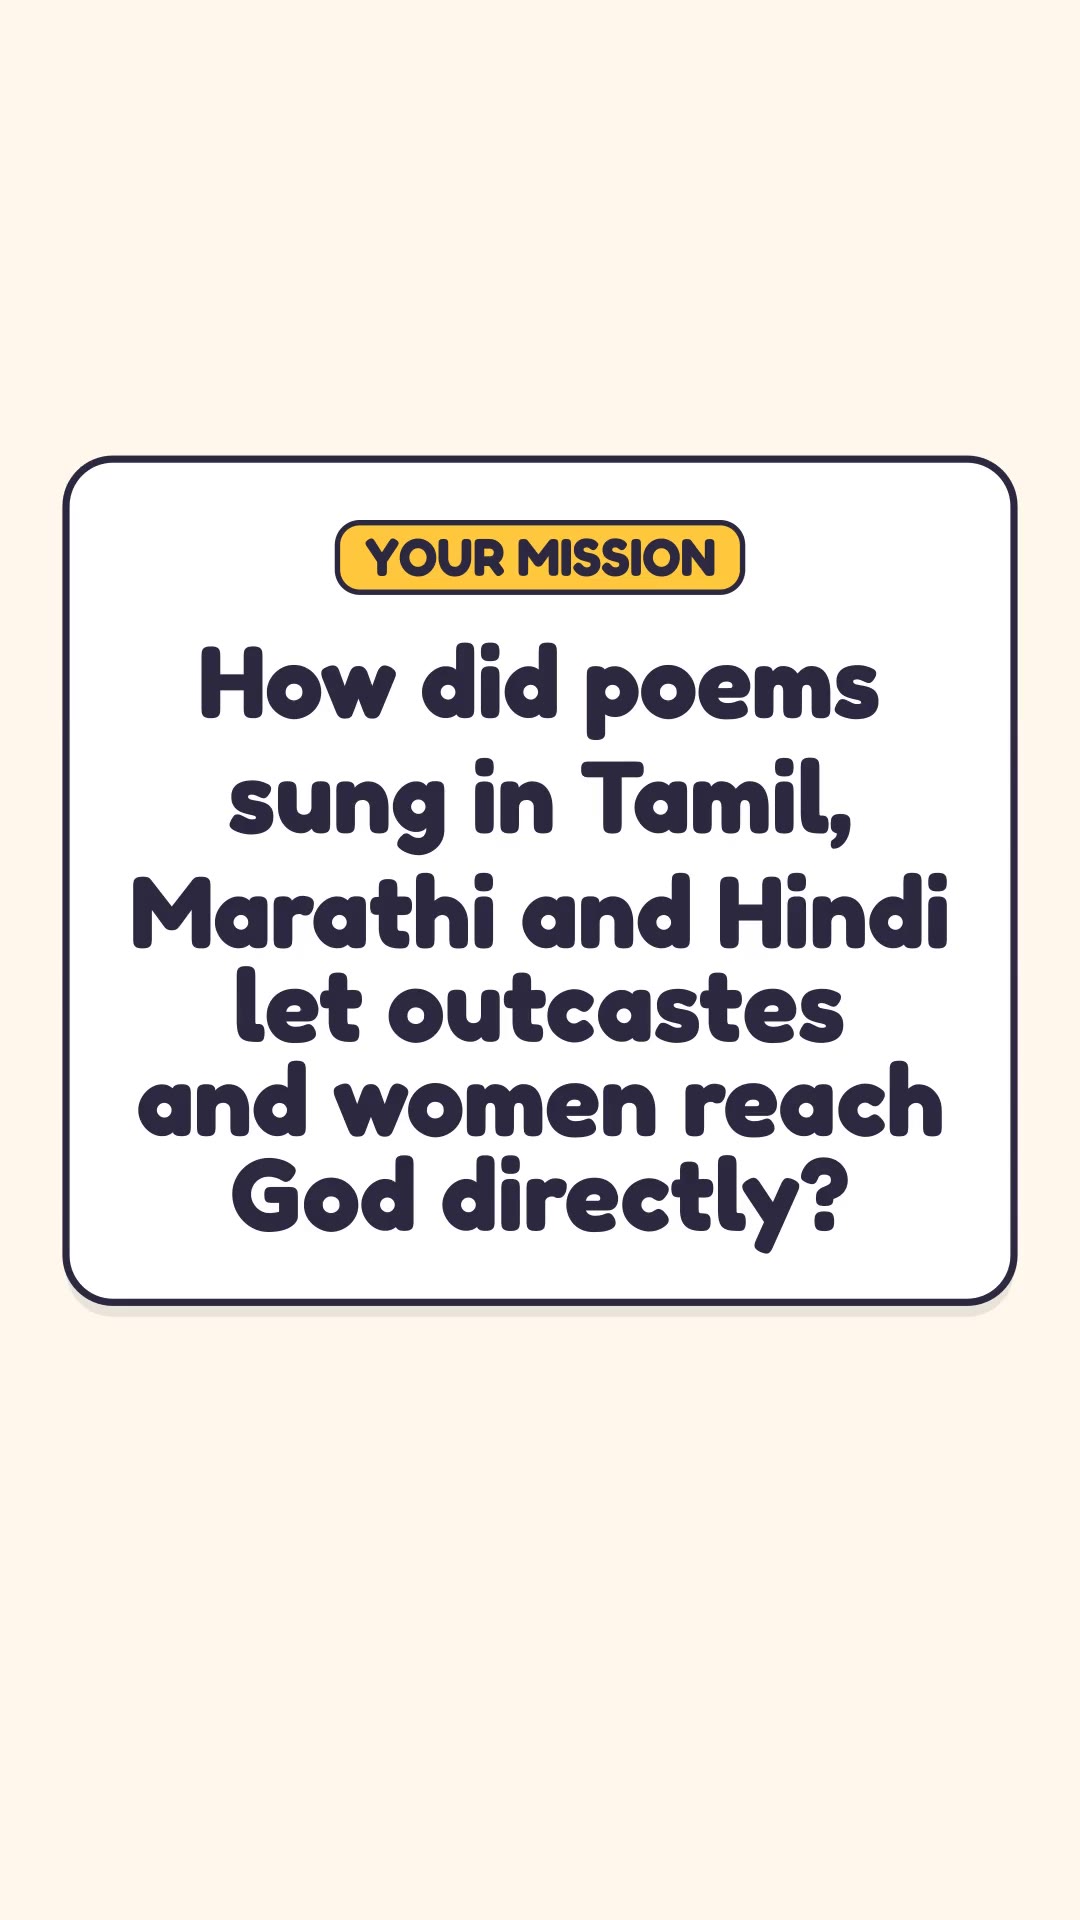 YOUR MISSION
How did poems
sung in Tamil,
Marathi and Hindi
let outcastes
and women reach
God directly?